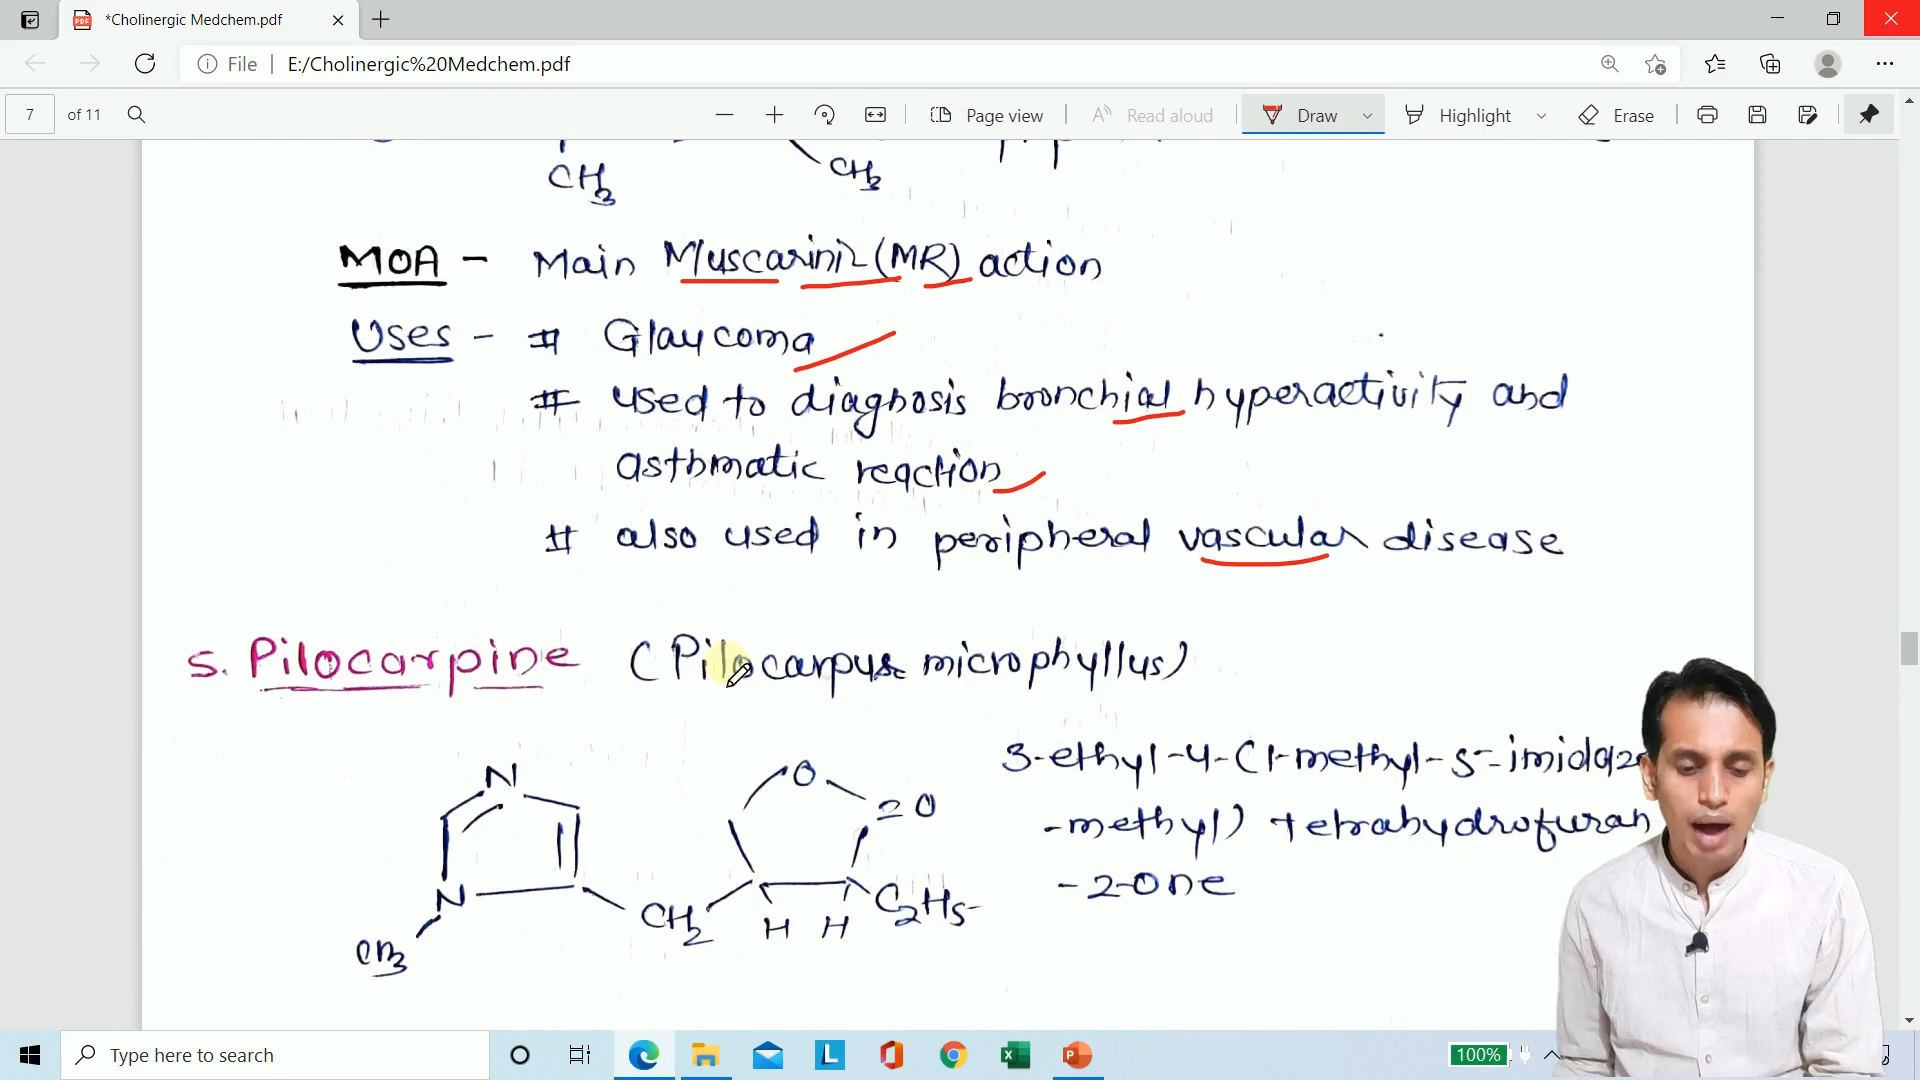 *Cholinergic Medchem.pdf
File E:/Cholinergic%20Medchem.pdf
7 of 11 Page view Read aloud Draw Highlight Erase
CH3 CH3
MOA - Main Muscarinic (MR) action
Uses - # Glaycoma
# used to diagnosis bronchial hyperactivity and
asthmatic reaction
# also used in peripheral vascular disease
5. Pilocarpine (Pilocarpus microphyllus)
3-ethyl-4-(1-methyl-5-imidazo
-methyl) tetrahydrofuran
-2-one
N O =O
N CH2 H H C2H5
CH3
Type here to search
100%